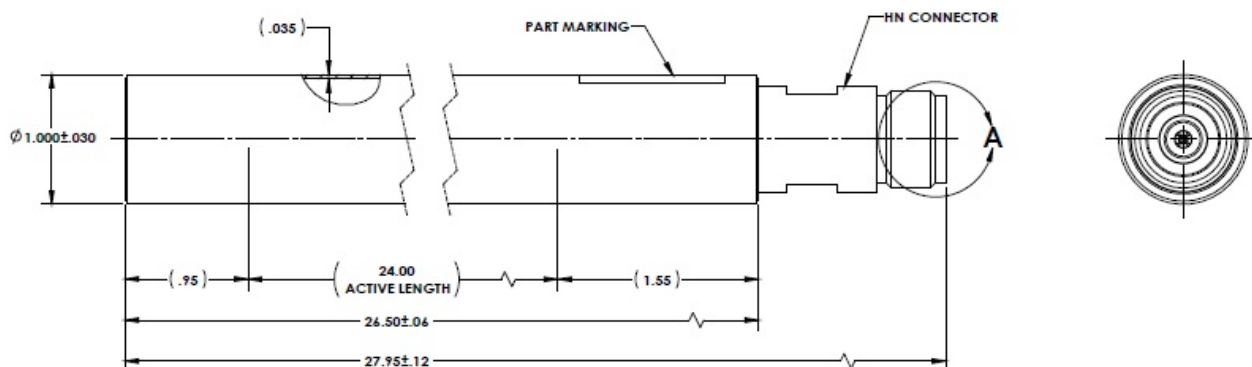 ( .035)
PART MARKING
HN CONNECTOR
Ø 1.000±.030
A
( .95 )
( 24.00
ACTIVE LENGTH )
( 1.55 )
26.50±.06
27.95±.12